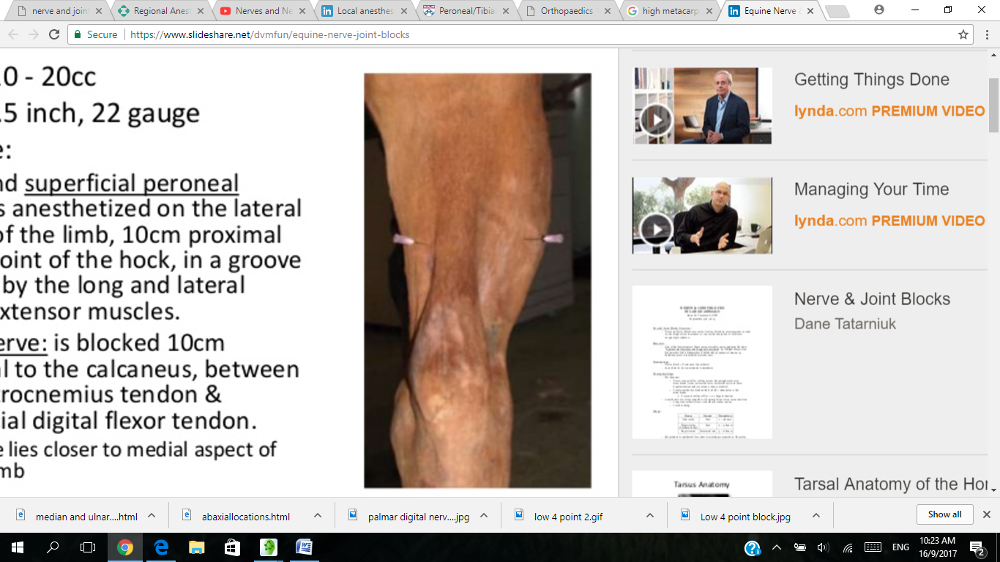 nerve and join
Regional Anest
Nerves and Ne
Local anesthes
Peroneal/Tibia
Orthopaedics
high metacarp
Equine Nerve
Secure
https://www.slideshare.net/dvmfun/equine-nerve-joint-blocks
0 - 20cc
.5 inch, 22 gauge
e:
nd superficial peroneal
s anesthetized on the lateral
of the limb, 10cm proximal
oint of the hock, in a groove
by the long and lateral
xtensor muscles.
erve: is blocked 10cm
al to the calcaneus, between
trocnemius tendon &
cial digital flexor tendon.
e lies closer to medial aspect of
mb
Getting Things Done
lynda.com PREMIUM VIDEO
Managing Your Time
lynda.com PREMIUM VIDEO
Nerve & Joint Blocks
Dane Tatarniuk
Tarsus Anatomy
Tarsal Anatomy of the Hor
median and ulnar....html
abaxiallocations.html
palmar digital nerv....jpg
low 4 point 2.gif
Low 4 point block.jpg
Show all
ENG
10:23 AM
16/9/2017
2